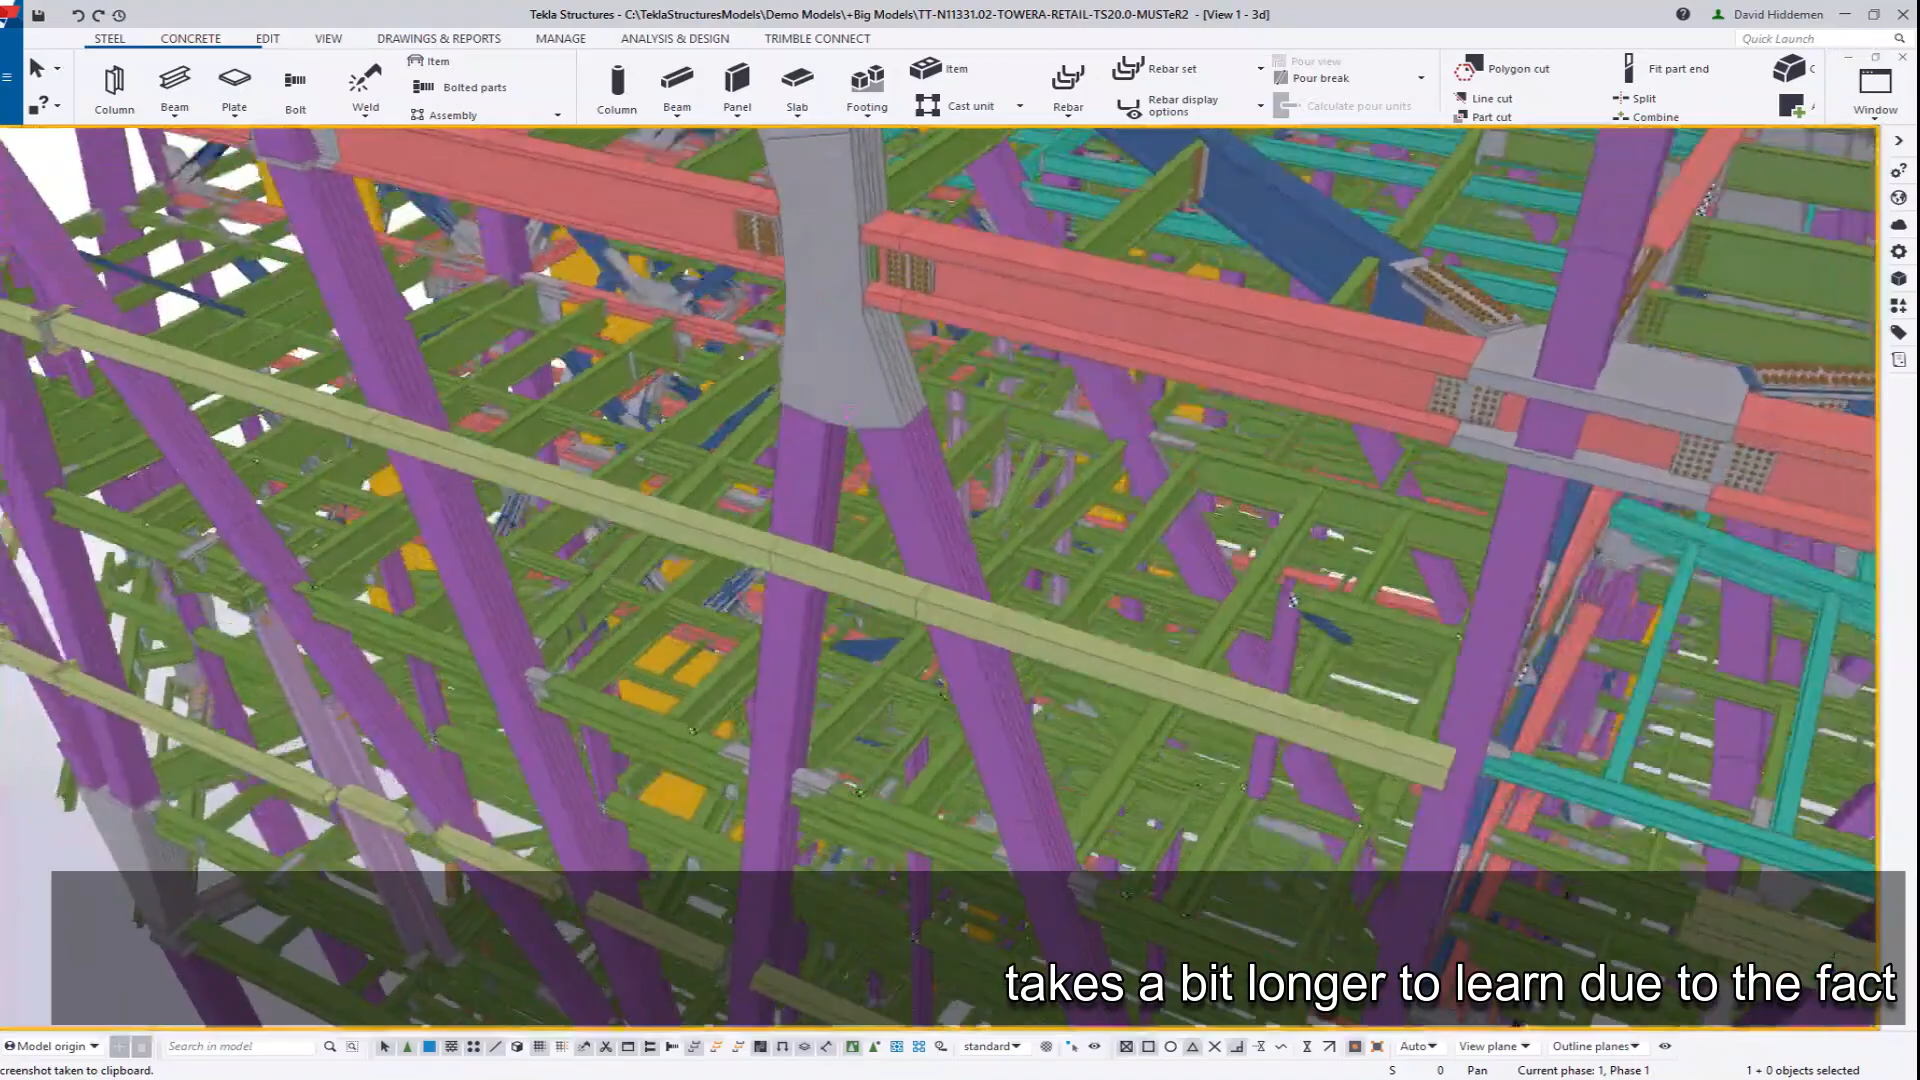 Tekla Structures - C:\TeklaStructuresModels\Demo Models\+Big Models\TT-N11331.02-TOWERA-RETAIL-TS20.0-MUSTeR2 - [View 1 - 3d]
David Hiddemen
STEEL CONCRETE EDIT VIEW DRAWINGS & REPORTS MANAGE ANALYSIS & DESIGN TRIMBLE CONNECT
Quick Launch
Item
Bolted parts
Assembly
Column Beam Plate Bolt Weld
Column Beam Panel Slab Footing
Item
Cast unit
Rebar
Rebar set
Rebar display
options
Pour view
Pour break
Calculate pour units
Polygon cut
Line cut
Part cut
Fit part end
Split
Combine
Window
takes a bit longer to learn due to the fact
Model origin
Search in model
standard
Auto
View plane
Outline planes
creenshot taken to clipboard.
S 0 Pan Current phase: 1, Phase 1 1 + 0 objects selected